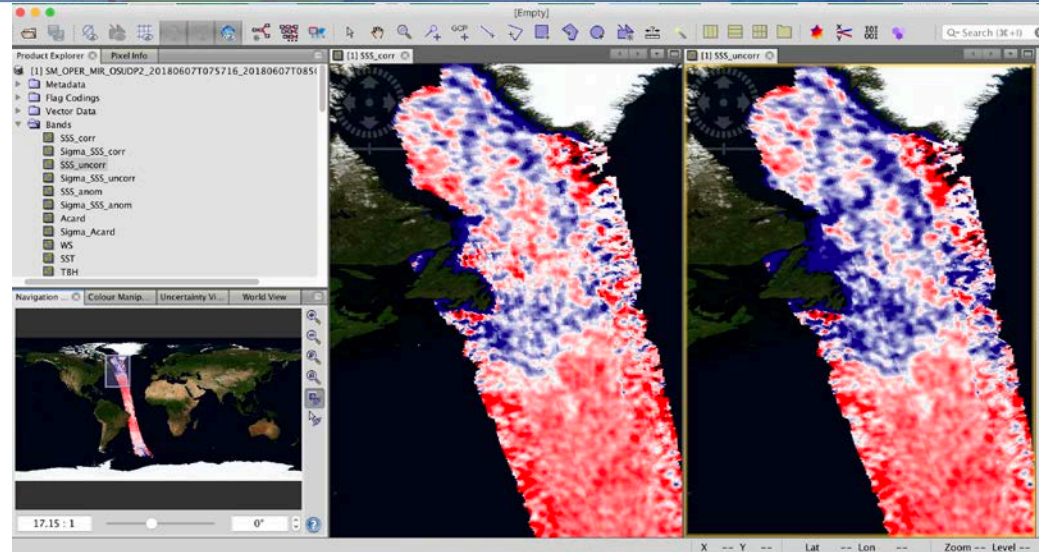 [Empty]
GCP
Q- Search (⌘+I)
Product Explorer
Pixel Info
[1] SSS_corr
[1] SSS_uncorr
[1] SM_OPER_MIR_OSUDP2_20180607T075716_20180607T085
Metadata
Flag Codings
Vector Data
Bands
SSS_corr
Sigma_SSS_corr
SSS_uncorr
Sigma_SSS_uncorr
SSS_anom
Sigma_SSS_anom
Acard
Sigma_Acard
WS
SST
TBH
Navigation ...
Colour Manip...
Uncertainty Vi...
World View
17.15 : 1
0°
X -- Y -- Lat -- Lon -- Zoom -- Level --